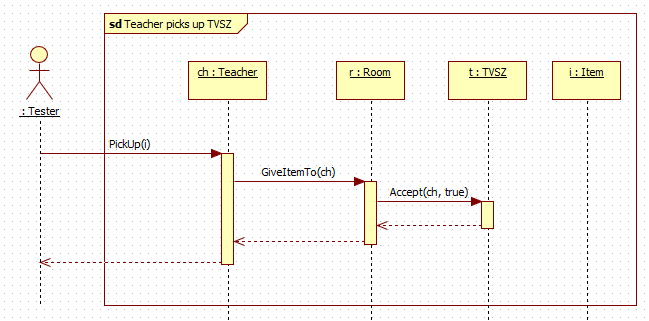 sd Teacher picks up TVSZ
ch : Teacher
r : Room
t : TVSZ
i : Item
: Tester
PickUp(i)
GiveItemTo(ch)
Accept(ch, true)